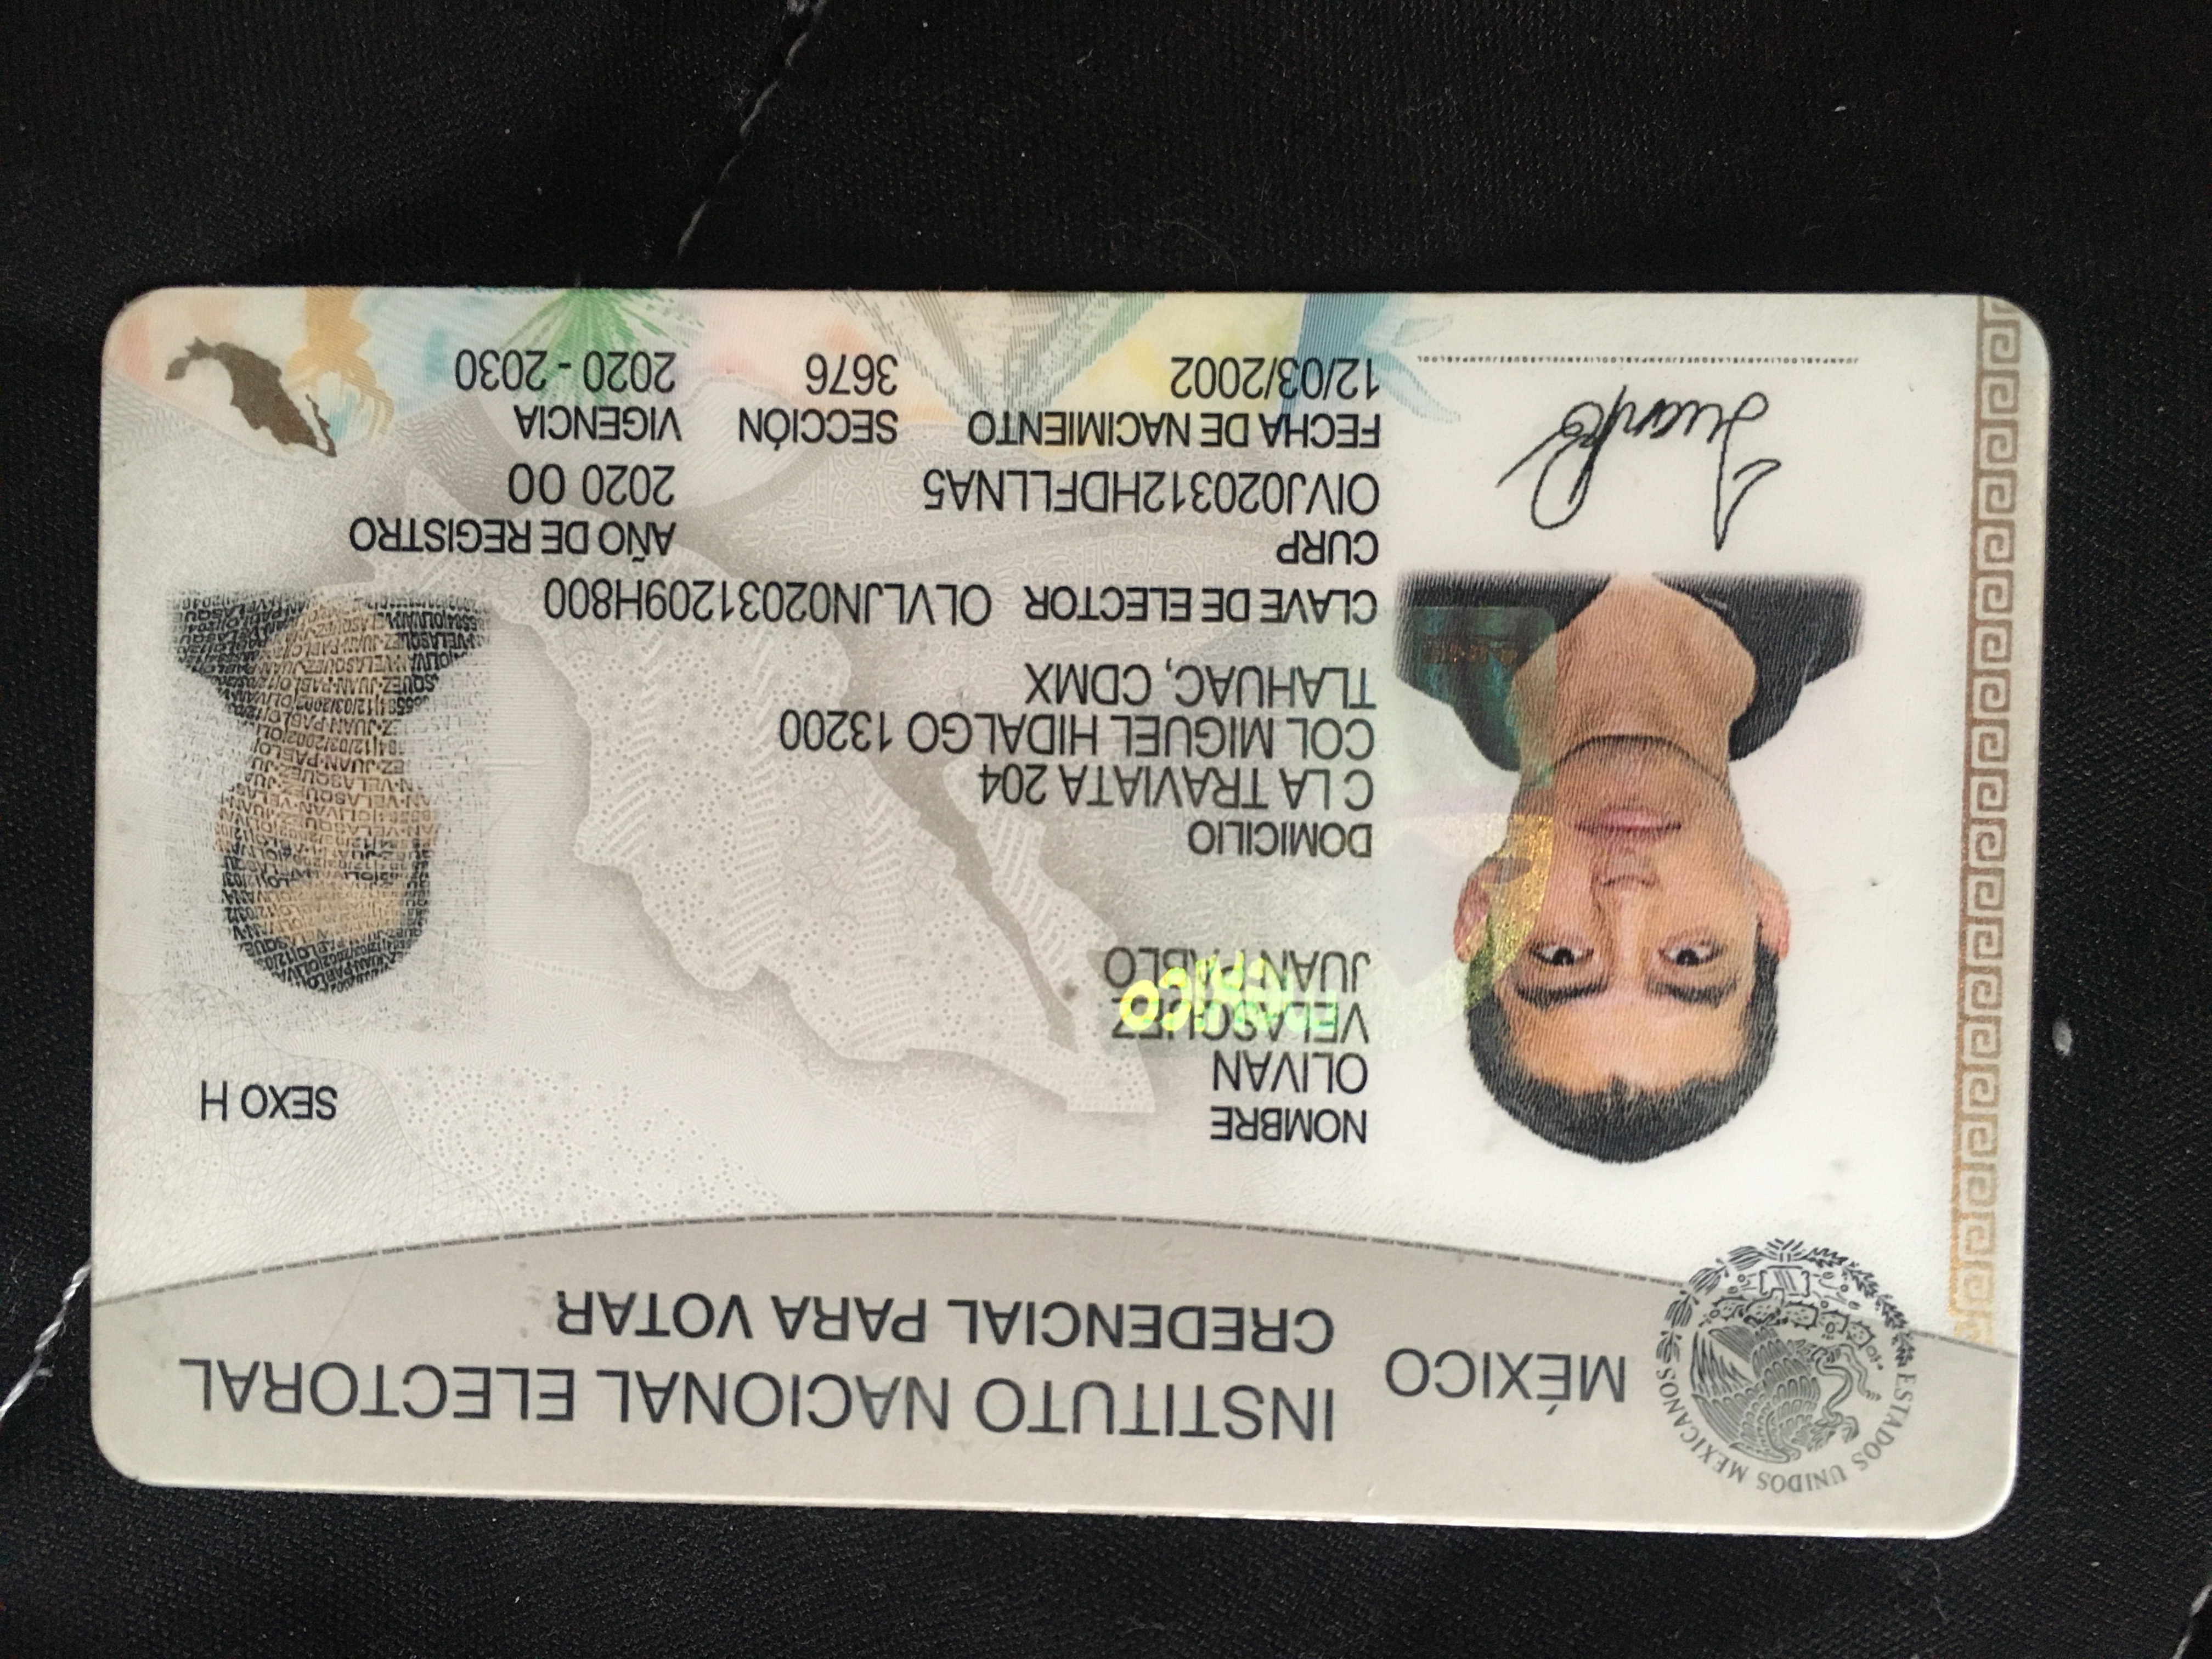 MÉXICO
INSTITUTO NACIONAL ELECTORAL
CREDENCIAL PARA VOTAR
ESTADOS UNIDOS MEXICANOS
NOMBRE
OLIVAN
VELASQUEZ
JUAN PABLO
SEXO H
DOMICILIO
C LA TRAVIATA 204
COL MIGUEL HIDALGO 13200
TLAHUAC, CDMX
CLAVE DE ELECTOR OLVLJN02031209H800
CURP
OIVJ020312HDFLLNA5
AÑO DE REGISTRO
2020 00
FECHA DE NACIMIENTO
12/03/2002
SECCIÓN
3676
VIGENCIA
2020 - 2030